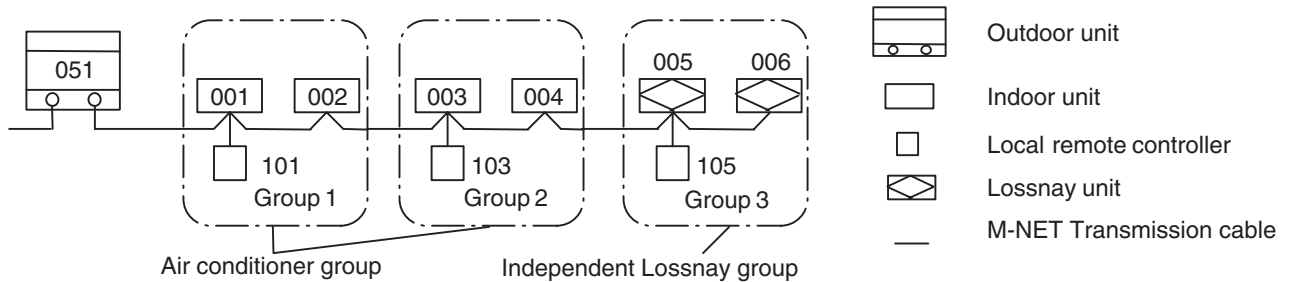 051
001
002
003
004
005
006
101
103
105
Group 1
Group 2
Group 3
Air conditioner group
Independent Lossnay group
Outdoor unit
Indoor unit
Local remote controller
Lossnay unit
M-NET Transmission cable